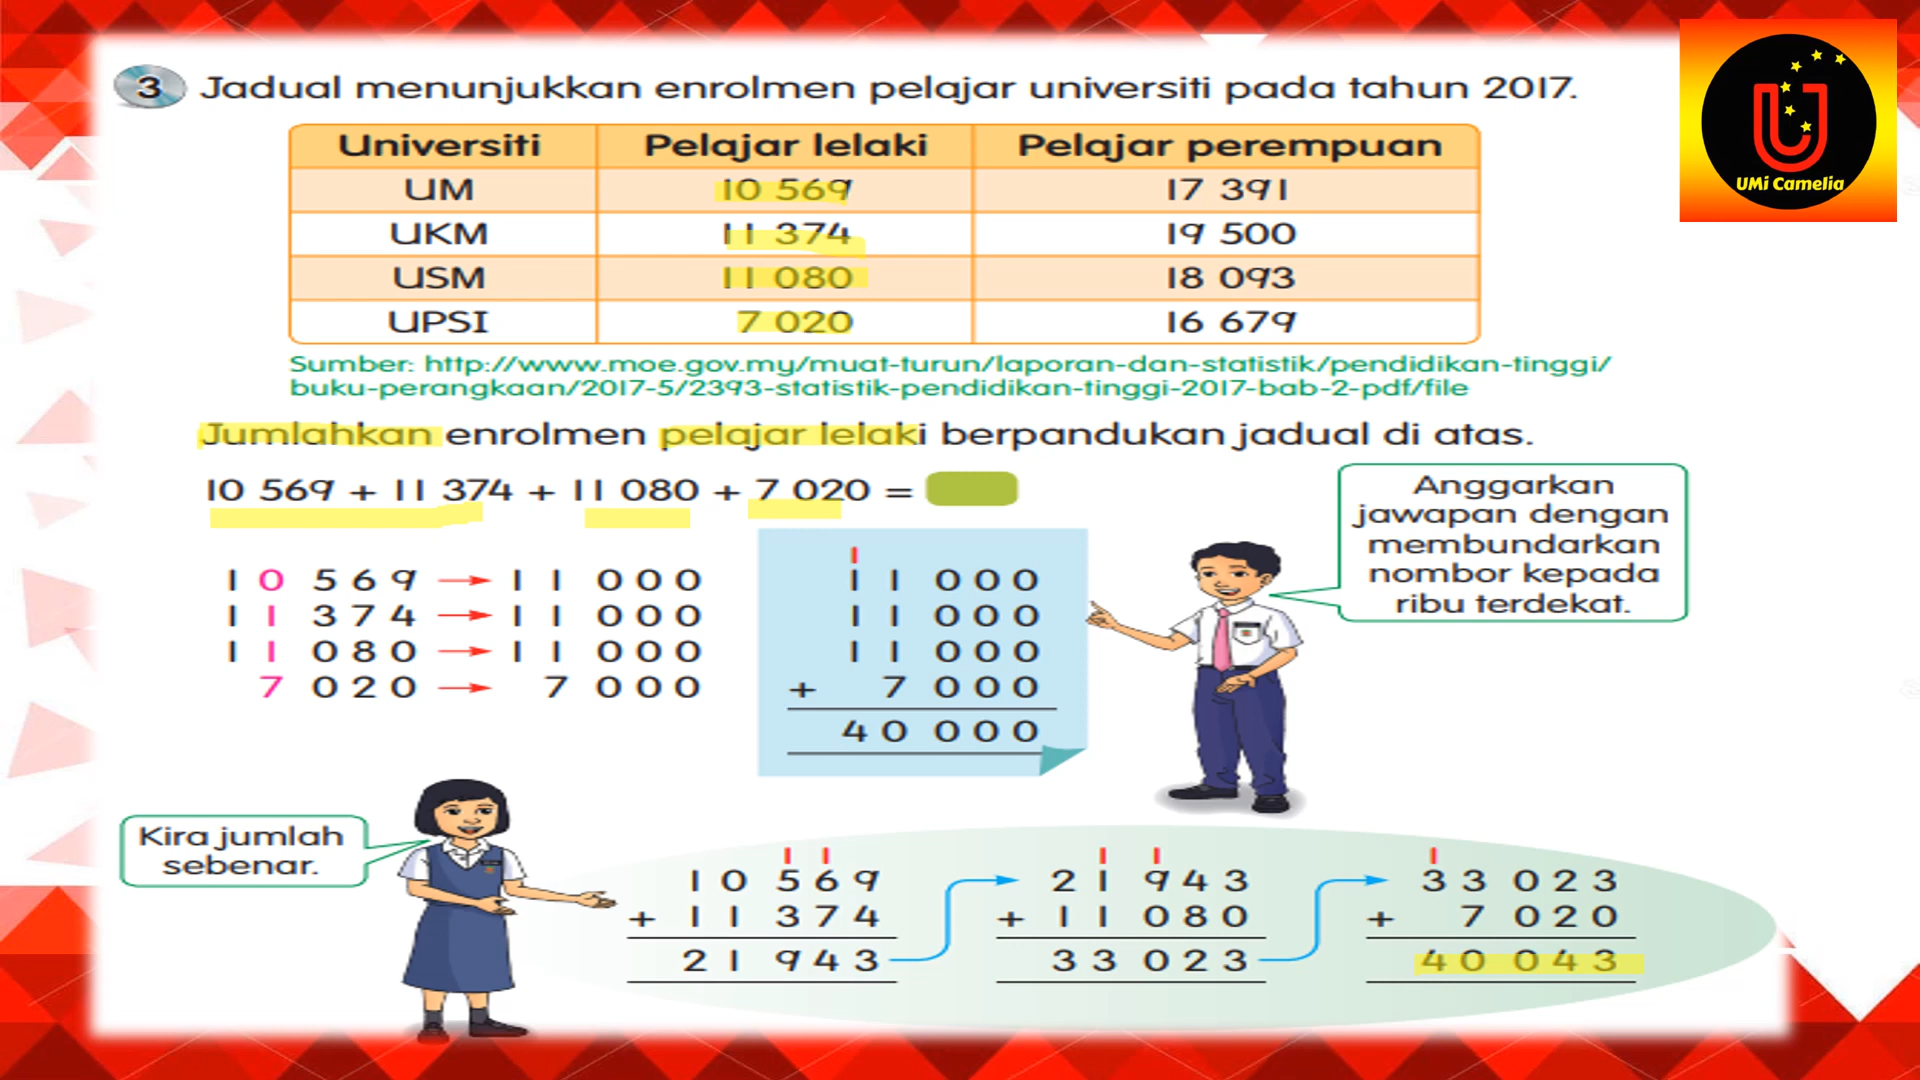 3 Jadual menunjukkan enrolmen pelajar universiti pada tahun 2017.
Universiti Pelajar lelaki Pelajar perempuan
UM 10 569 17 391
UKM 11 374 19 500
USM 11 080 18 093
UPSI 7 020 16 679
Sumber: http://www.moe.gov.my/muat-turun/laporan-dan-statistik/pendidikan-tinggi/
buku-perangkaan/2017-5/2393-statistik-pendidikan-tinggi-2017-bab-2-pdf/file
UMi Camelia
Jumlahkan enrolmen pelajar lelaki berpandukan jadual di atas.
10 569 + 11 374 + 11 080 + 7 020 =
Anggarkan
jawapan dengan
membundarkan
nombor kepada
ribu terdekat.
10 569 → 11 000
11 374 → 11 000
11 080 → 11 000
7 020 → 7 000
1
11 000
11 000
11 000
+ 7 000
40 000
Kira jumlah
sebenar.
1 1
10 569
+ 11 374
21 943
1 1
21 943
+ 11 080
33 023
1
33 023
+ 7 020
40 043